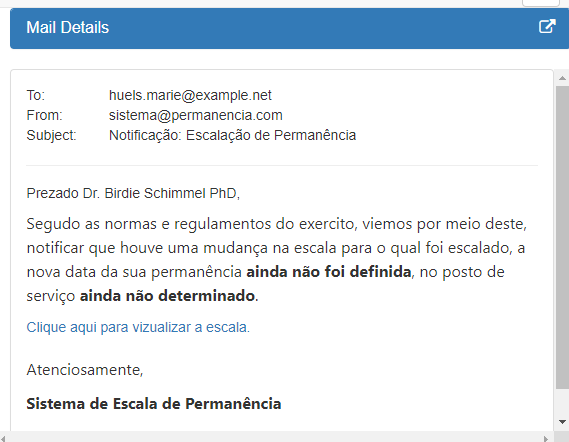 Mail Details
To: huels.marie@example.net
From: sistema@permanencia.com
Subject: Notificação: Escalação de Permanência
Prezado Dr. Birdie Schimmel PhD,
Segudo as normas e regulamentos do exercito, viemos por meio deste,
notificar que houve uma mudança na escala para o qual foi escalado, a
nova data da sua permanência ainda não foi definida, no posto de
serviço ainda não determinado.
Clique aqui para vizualizar a escala.
Atenciosamente,
Sistema de Escala de Permanência